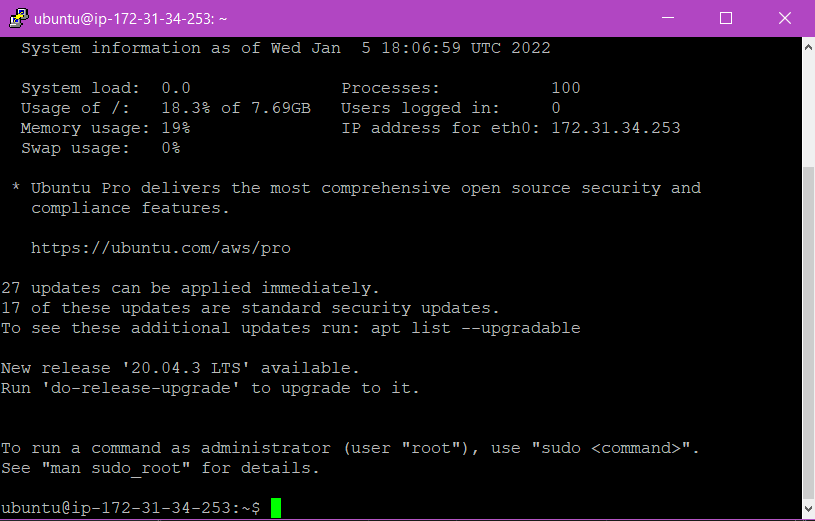 ubuntu@ip-172-31-34-253: ~
System information as of Wed Jan  5 18:06:59 UTC 2022
System load:  0.0               Processes:           100
Usage of /:   18.3% of 7.69GB   Users logged in:     0
Memory usage: 19%               IP address for eth0: 172.31.34.253
Swap usage:   0%
* Ubuntu Pro delivers the most comprehensive open source security and
compliance features.
https://ubuntu.com/aws/pro
27 updates can be applied immediately.
17 of these updates are standard security updates.
To see these additional updates run: apt list --upgradable
New release '20.04.3 LTS' available.
Run 'do-release-upgrade' to upgrade to it.
To run a command as administrator (user "root"), use "sudo <command>".
See "man sudo_root" for details.
ubuntu@ip-172-31-34-253:~$